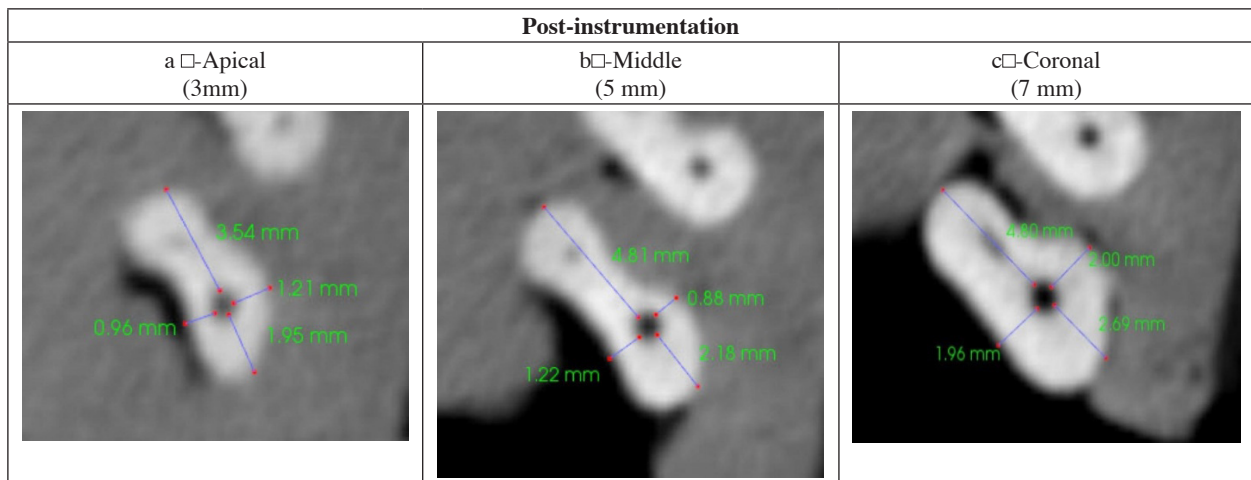 Post-instrumentation
a □-Apical
(3mm)
b□-Middle
(5 mm)
c□-Coronal
(7 mm)
3.54 mm
1.21 mm
0.96 mm
1.95 mm
4.81 mm
0.88 mm
2.18 mm
1.22 mm
4.80 mm
2.00 mm
2.69 mm
1.96 mm